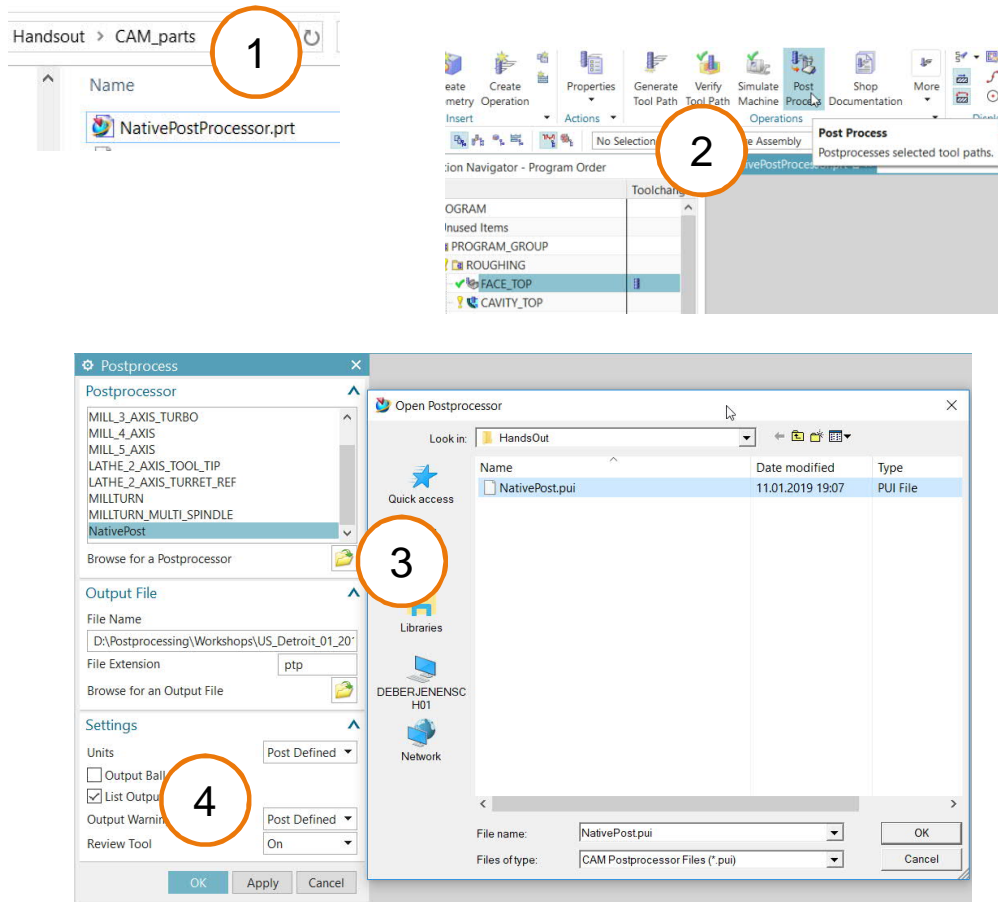 Handsout > CAM_parts
1
Name
NativePostProcessor.prt
Create Properties Generate Verify Simulate Post Shop More
Operation Tool Path Tool Path Machine Process Documentation
Insert Actions Operations
No Selection Assembly
2
Post Process
Postprocesses selected tool paths.
Navigator - Program Order
Unused Items
PROGRAM_GROUP
ROUGHING
FACE_TOP
CAVITY_TOP
Postprocess
Postprocessor
MILL_3_AXIS_TURBO
MILL_4_AXIS
MILL_5_AXIS
LATHE_2_AXIS_TOOL_TIP
LATHE_2_AXIS_TURRET_REF
MILLTURN
MILLTURN_MULTI_SPINDLE
NativePost
Browse for a Postprocessor
3
Output File
File Name
D:\Postprocessing\Workshops\US_Detroit_01_201
File Extension ptp
Browse for an Output File
Settings
Units Post Defined
Output Ball
List Output
4
Output Warning Post Defined
Review Tool On
OK Apply Cancel
Open Postprocessor
Look in: HandsOut
Name Date modified Type
NativePost.pui 11.01.2019 19:07 PUI File
Quick access
Libraries
DEBERJENENSC
H01
Network
File name: NativePost.pui OK
Files of type: CAM Postprocessor Files (*.pui) Cancel